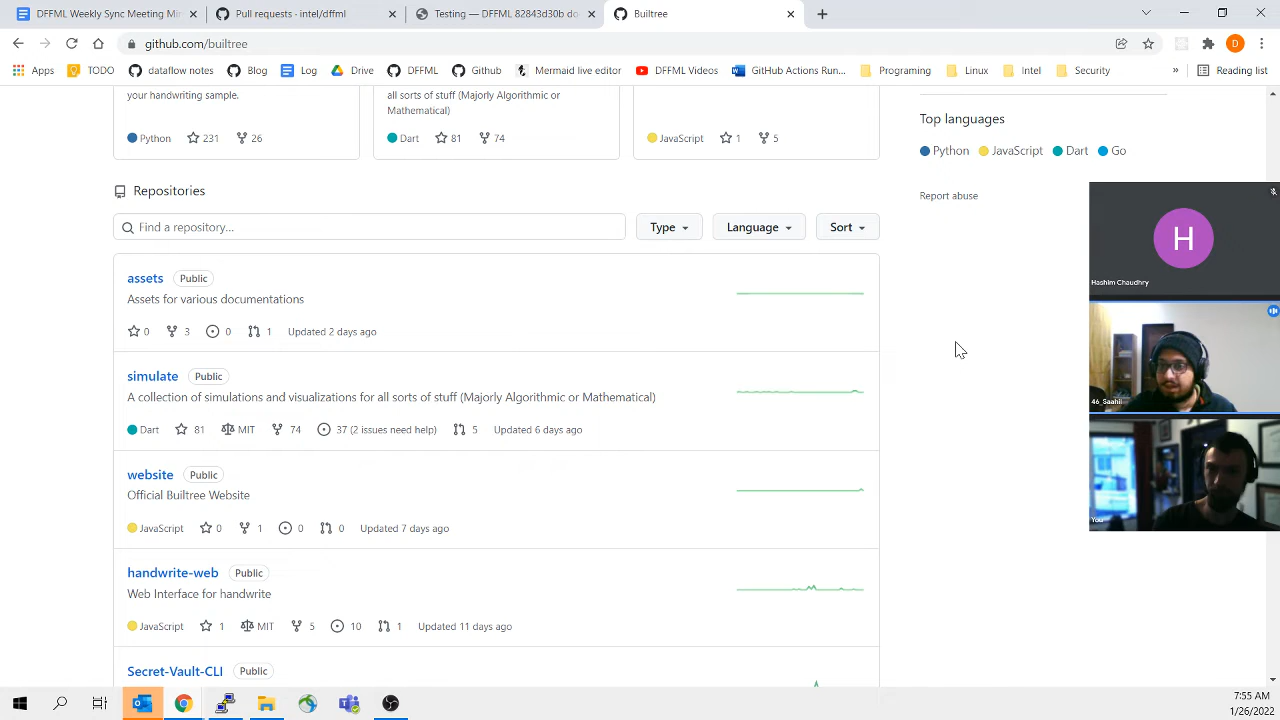 DFFML Weekly Sync Meeting Min
Pull requests · intel/dffml
Testing — DFFML 82843d30b do
Builtree
github.com/builtree
D
Apps
TODO
dataflow notes
Blog
Log
Drive
DFFML
Github
Mermaid live editor
DFFML Videos
GitHub Actions Run...
Programing
Linux
Intel
Security
»
Reading list
your handwriting sample.
all sorts of stuff (Majorly Algorithmic or
Mathematical)
Python 231 26
Dart 81 74
JavaScript 1 5
Top languages
Python JavaScript Dart Go
Report abuse
Repositories
Find a repository...
Type
Language
Sort
assets Public
Assets for various documentations
0 3 0 1 Updated 2 days ago
simulate Public
A collection of simulations and visualizations for all sorts of stuff (Majorly Algorithmic or Mathematical)
Dart 81 MIT 74 37 (2 issues need help) 5 Updated 6 days ago
website Public
Official Builtree Website
JavaScript 0 1 0 0 Updated 7 days ago
handwrite-web Public
Web Interface for handwrite
JavaScript 1 MIT 5 10 1 Updated 11 days ago
Secret-Vault-CLI Public
H
Hashim Chaudhry
46_Saahil
You
7:55 AM
1/26/2022